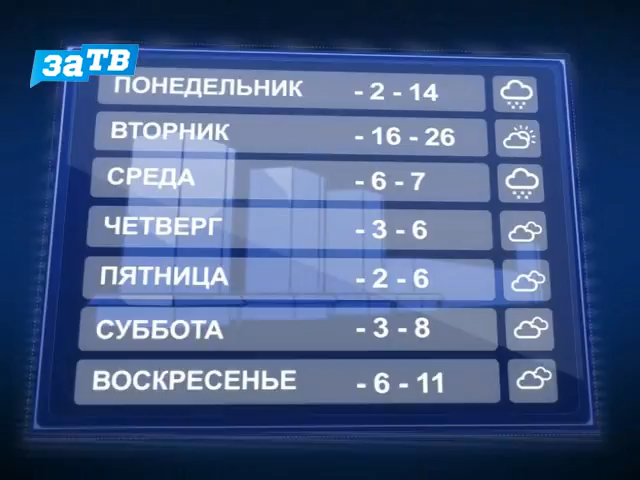 заТВ
ПОНЕДЕЛЬНИК - 2 - 14
ВТОРНИК - 16 - 26
СРЕДА - 6 - 7
ЧЕТВЕРГ - 3 - 6
ПЯТНИЦА - 2 - 6
СУББОТА - 3 - 8
ВОСКРЕСЕНЬЕ - 6 - 11